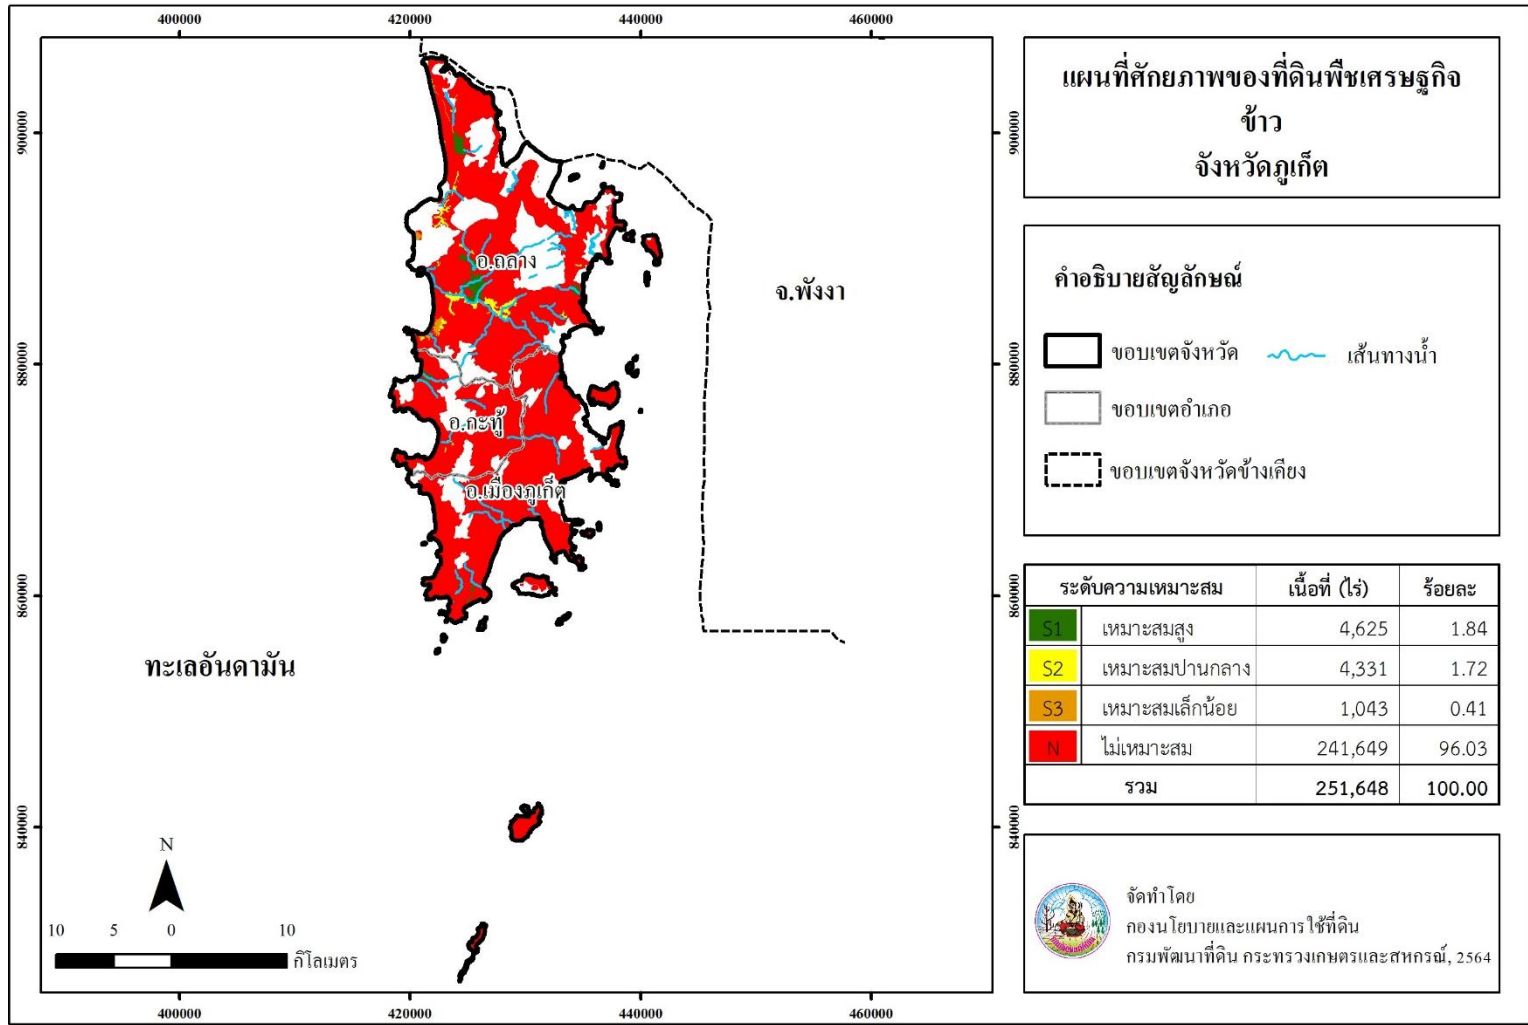 400000 420000 440000 460000
แผนที่ศักยภาพของที่ดินพืชเศรษฐกิจ
ข้าว
จังหวัดภูเก็ต
900000 900000
อ.ถลาง
จ.พังงา
คำอธิบายสัญลักษณ์
ขอบเขตจังหวัด เส้นทางน้ำ
880000 880000
ขอบเขตอำเภอ
อ.กะทู้
ขอบเขตจังหวัดข้างเคียง
อ.เมืองภูเก็ต
860000 860000
ระดับความเหมาะสม เนื้อที่ (ไร่) ร้อยละ
S1 เหมาะสมสูง 4,625 1.84
S2 เหมาะสมปานกลาง 4,331 1.72
S3 เหมาะสมเล็กน้อย 1,043 0.41
N ไม่เหมาะสม 241,649 96.03
รวม 251,648 100.00
ทะเลอันดามัน
840000 840000
N
10 5 0 10
กิโลเมตร
จัดทำโดย
กองนโยบายและแผนการใช้ที่ดิน
กรมพัฒนาที่ดิน กระทรวงเกษตรและสหกรณ์, 2564
400000 420000 440000 460000